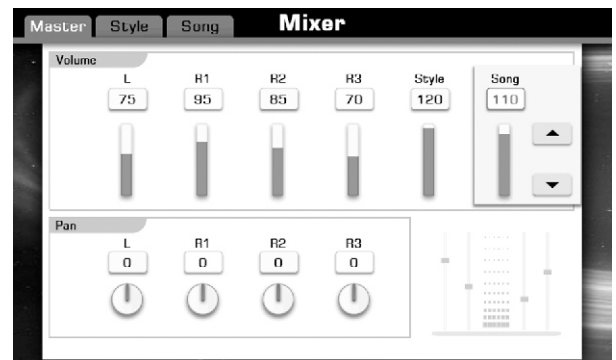 Master Style Song Mixer
Volume
L R1 R2 R3 Style Song
75 95 85 70 120 110
Pan
L R1 R2 R3
0 0 0 0